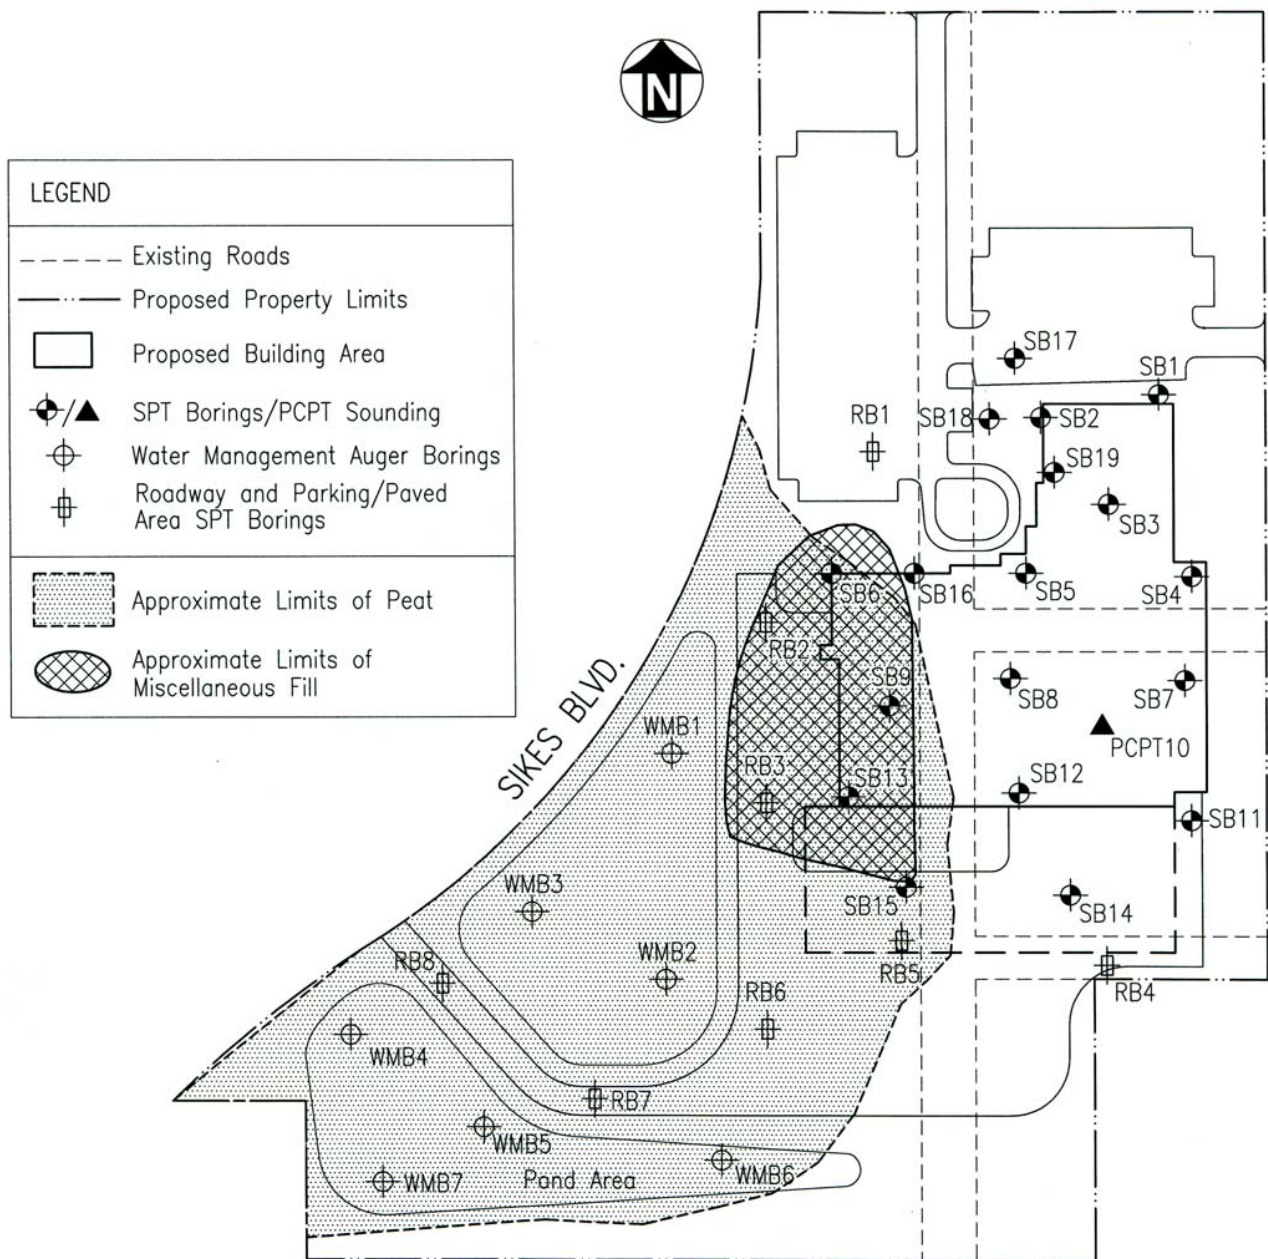 N
LEGEND
Existing Roads
Proposed Property Limits
Proposed Building Area
SPT Borings/PCPT Sounding
/
Water Management Auger Borings
Roadway and Parking/Paved
Area SPT Borings
Approximate Limits of Peat
Approximate Limits of
Miscellaneous Fill
SB17
SB1
RB1
SB18
SB2
SB19
SB3
SB6
SB16
SB5
SB4
RB2
SB9
SB8
SB7
SIKES BLVD.
WMB1
PCPT10
RB3
SB13
SB12
SB11
WMB3
SB15
SB14
WMB2
RB8
RB5
RB4
RB6
WMB4
RB7
WMB5
WMB7
Pond Area
WMB6